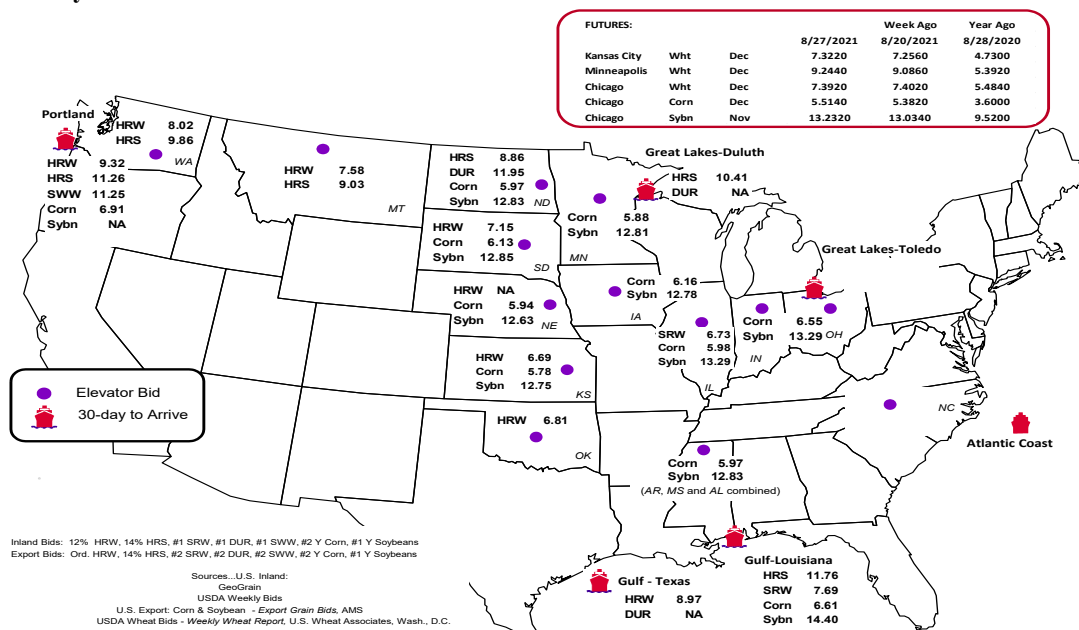 FUTURES: Week Ago Year Ago
8/27/2021 8/20/2021 8/28/2020
Kansas City Wht Dec 7.3220 7.2560 4.7300
Minneapolis Wht Dec 9.2440 9.0860 5.3920
Chicago Wht Dec 7.3920 7.4020 5.4840
Chicago Corn Dec 5.5140 5.3820 3.6000
Chicago Sybn Nov 13.2320 13.0340 9.5200
Portland
HRW 8.02
HRS 9.86
WA
HRW 9.32
HRS 11.26
SWW 11.25
Corn 6.91
Sybn NA
HRW 7.58
HRS 9.03
MT
HRS 8.86
DUR 11.95
Corn 5.97
Sybn 12.83
ND
HRW 7.15
Corn 6.13
Sybn 12.85
SD
HRW NA
Corn 5.94
Sybn 12.63
NE
HRW 6.69
Corn 5.78
Sybn 12.75
KS
HRW 6.81
OK
Great Lakes-Duluth
HRS 10.41
DUR NA
Corn 5.88
Sybn 12.81
MN
Corn 6.16
Sybn 12.78
IA
SRW 6.73
Corn 5.98
Sybn 13.29
IL
Great Lakes-Toledo
Corn 6.55
Sybn 13.29
IN
OH
NC
Atlantic Coast
Corn 5.97
Sybn 12.83
(AR, MS and AL combined)
Elevator Bid
30-day to Arrive
Gulf - Texas
HRW 8.97
DUR NA
Gulf-Louisiana
HRS 11.76
SRW 7.69
Corn 6.61
Sybn 14.40
Inland Bids: 12% HRW, 14% HRS, #1 SRW, #1 DUR, #1 SWW, #2 Y Corn, #1 Y Soybeans
Export Bids: Ord. HRW, 14% HRS, #2 SRW, #2 DUR, #2 SWW, #2 Y Corn, #1 Y Soybeans
Sources...U.S. Inland:
GeoGrain
USDA Weekly Bids
U.S. Export: Corn & Soybean - Export Grain Bids, AMS
USDA Wheat Bids - Weekly Wheat Report, U.S. Wheat Associates, Wash., D.C.